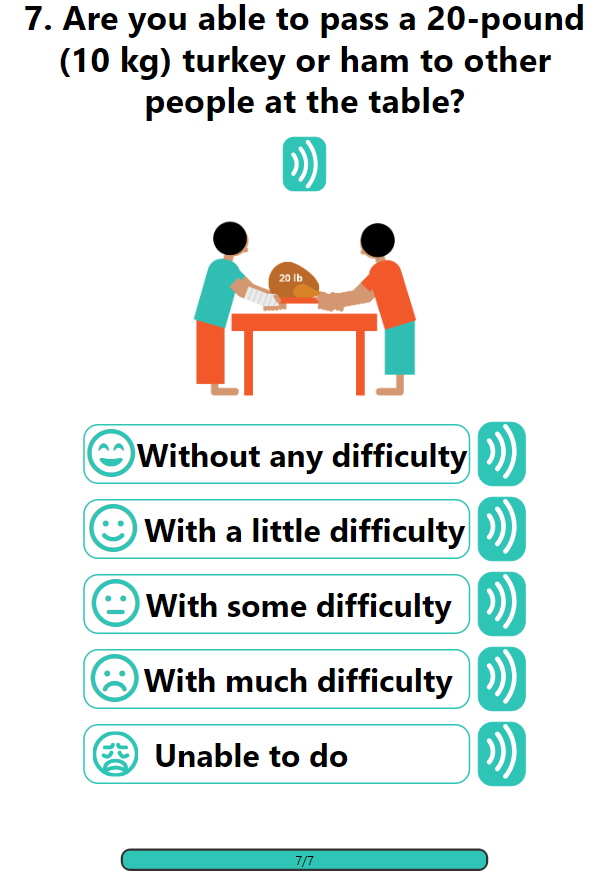 7. Are you able to pass a 20-pound
(10 kg) turkey or ham to other
people at the table?
20 lb
Without any difficulty
With a little difficulty
With some difficulty
With much difficulty
Unable to do
7/7